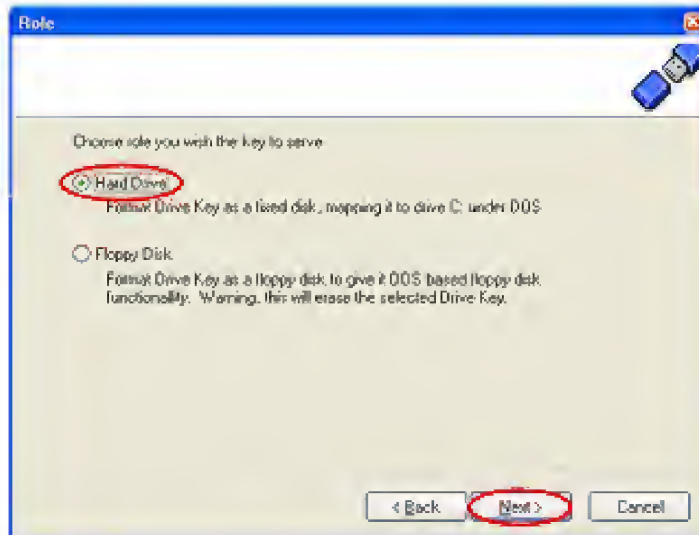 Role
Choose role you wish the key to serve
Hard Drive
Format Drive Key as a fixed disk, mapping it to drive C: under DOS
Floppy Disk
Format Drive Key as a floppy disk to give it DOS based floppy disk
functionality. Warning, this will erase the selected Drive Key.
< Back
Next >
Cancel